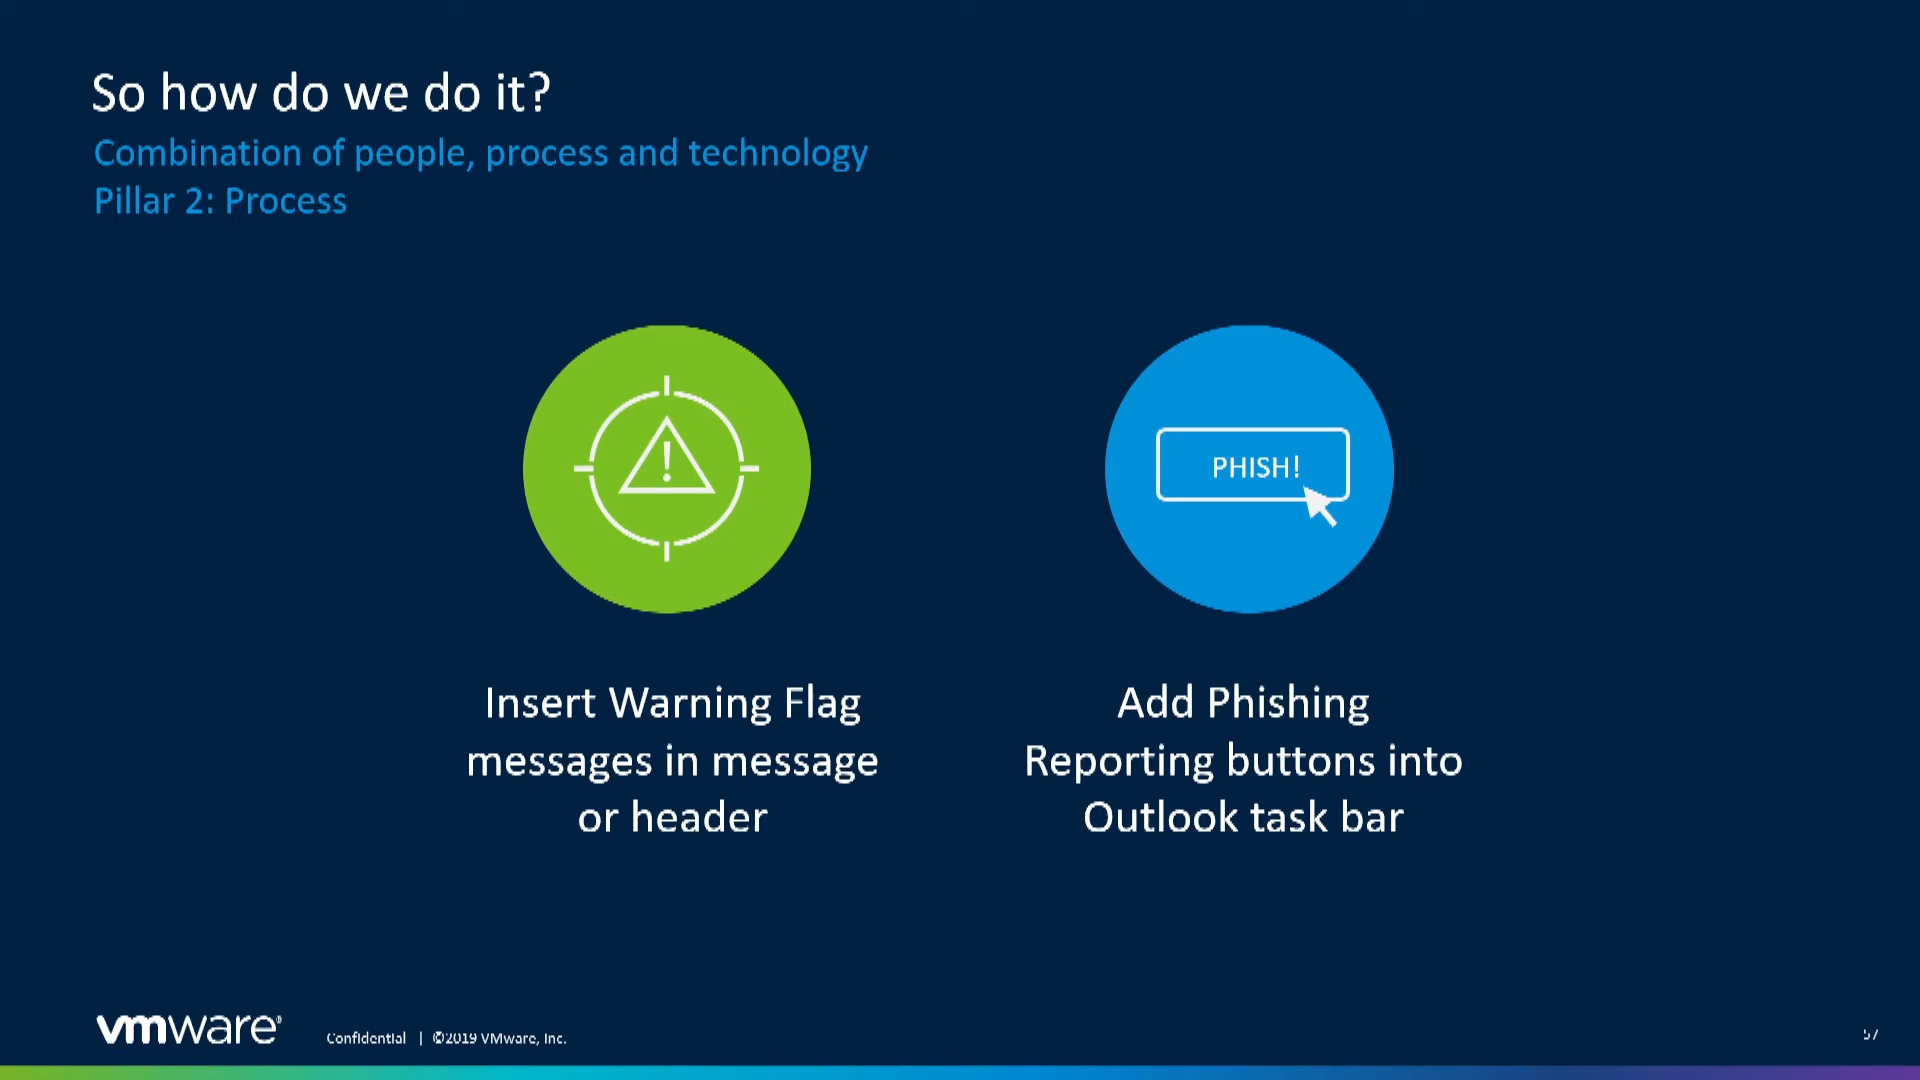 So how do we do it?
Combination of people, process and technology
Pillar 2: Process
PHISH!
Insert Warning Flag
messages in message
or header
Add Phishing
Reporting buttons into
Outlook task bar
vmware®
Confidential | ©2019 VMware, Inc.
57